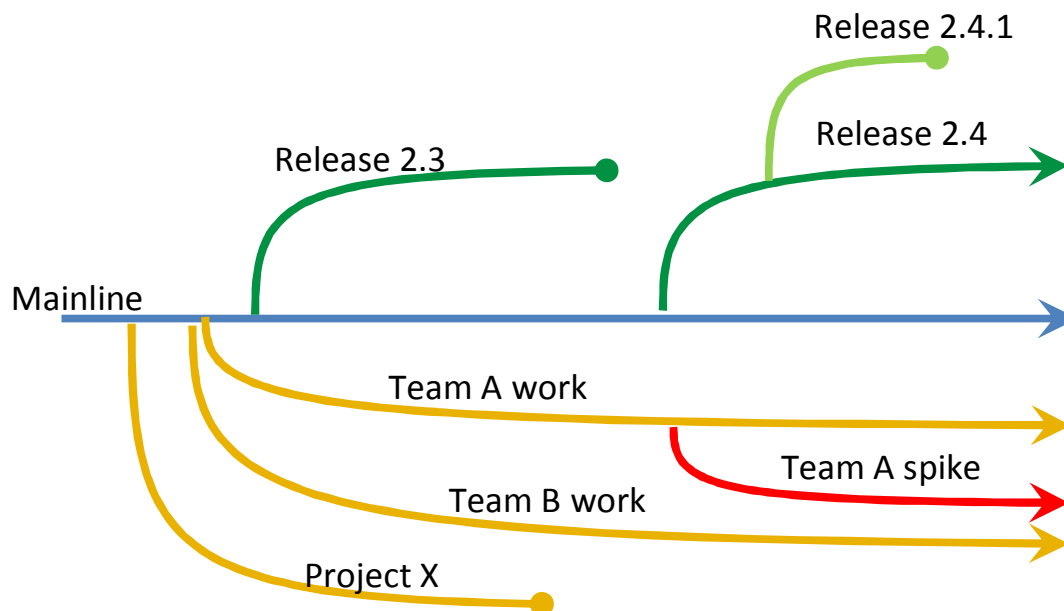 Release 2.4.1
Release 2.4
Release 2.3
Mainline
Team A work
Team A spike
Team B work
Project X